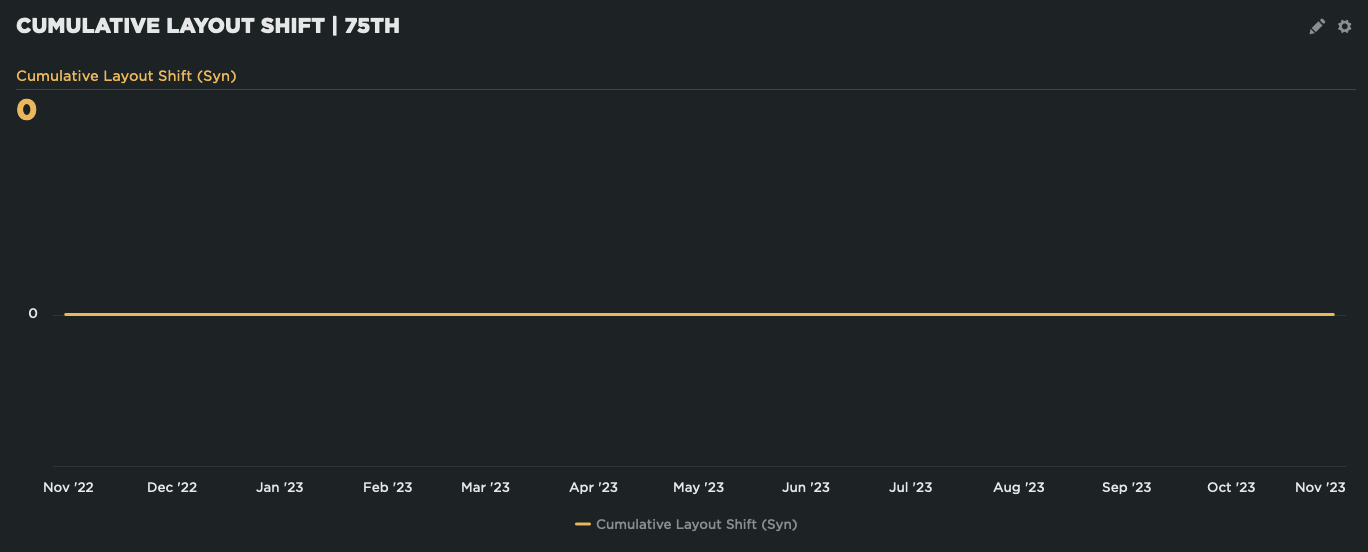 CUMULATIVE LAYOUT SHIFT | 75TH
Cumulative Layout Shift (Syn)
0
0
Nov '22 Dec '22 Jan '23 Feb '23 Mar '23 Apr '23 May '23 Jun '23 Jul '23 Aug '23 Sep '23 Oct '23 Nov '23
Cumulative Layout Shift (Syn)